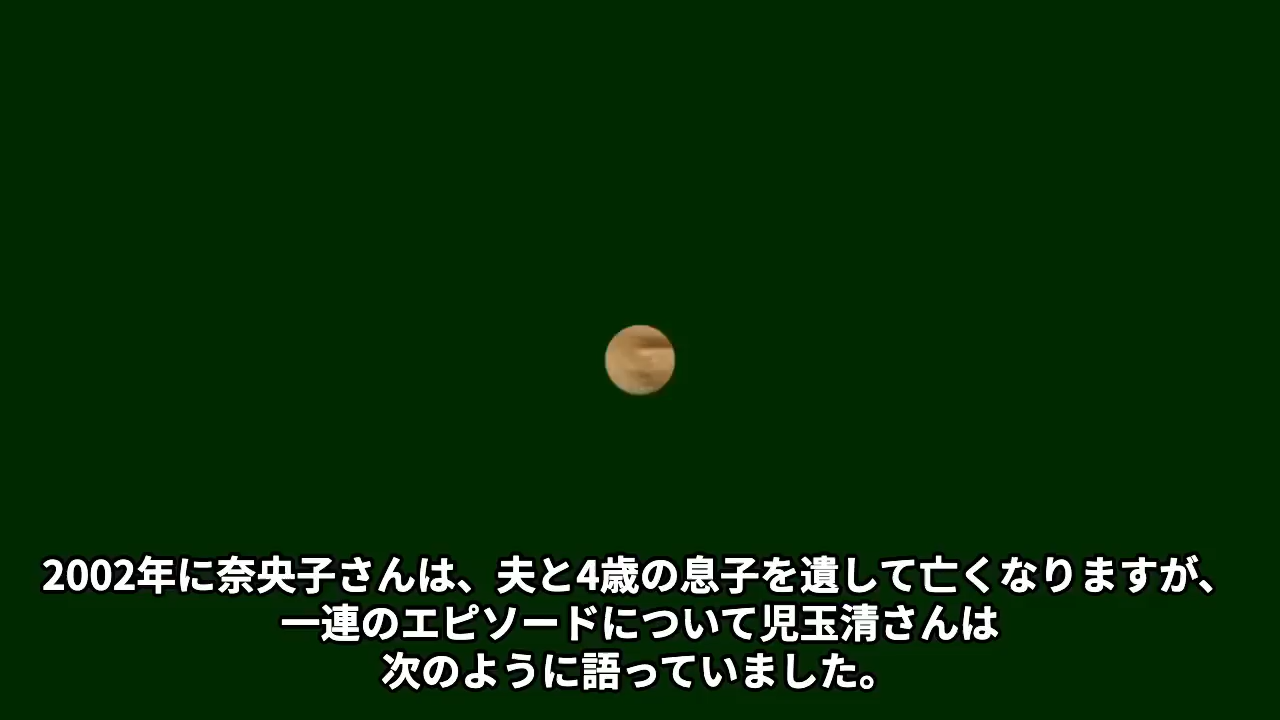 2002年に奈央子さんは、夫と4歳の息子を遺して亡くなりますが、
一連のエピソードについて児玉清さんは
次のように語っていました。